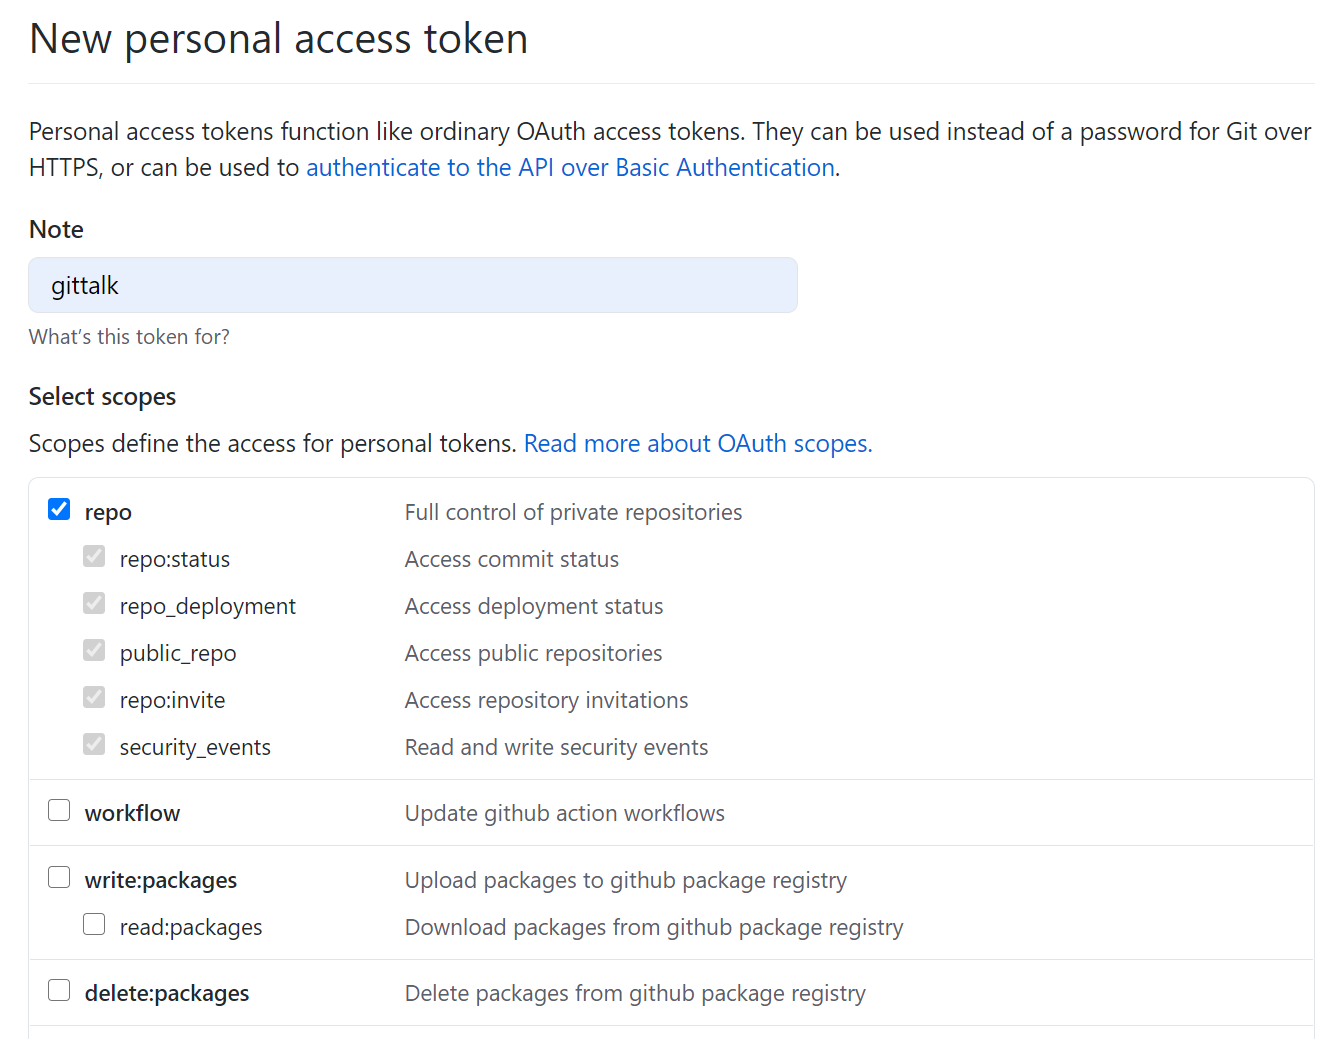 New personal access token
Personal access tokens function like ordinary OAuth access tokens. They can be used instead of a password for Git over
HTTPS, or can be used to authenticate to the API over Basic Authentication.
Note
gittalk
What's this token for?
Select scopes
Scopes define the access for personal tokens. Read more about OAuth scopes.
repo Full control of private repositories
repo:status Access commit status
repo_deployment Access deployment status
public_repo Access public repositories
repo:invite Access repository invitations
security_events Read and write security events
workflow Update github action workflows
write:packages Upload packages to github package registry
read:packages Download packages from github package registry
delete:packages Delete packages from github package registry